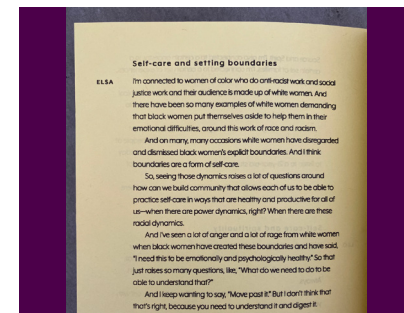 Self-care and setting boundaries
ELSA I'm connected to women of color who do anti-racist work and social
justice work and their audience is made up of white women. And
there have been so many examples of white women demanding
that black women put themselves aside to help them in their
emotional difficulties, around this work of race and racism.
And on many, many occasions white women have disregarded
and dismissed black women's explicit boundaries. And I think
boundaries are a form of self-care.
So, seeing those dynamics raises a lot of questions around
how can we build community that allows each of us to be able to
practice self-care in ways that are healthy and productive for all of
us—when there are power dynamics, right? When there are these
racial dynamics.
And I've seen a lot of anger and a lot of rage from white women
when black women have created these boundaries and have said,
"I need this to be emotionally and psychologically healthy." So that
just raises so many questions, like, "What do we need to do to be
able to understand that?"
And I keep wanting to say, "Move past it." But I don't think that
that's right, because you need to understand it and digest it.